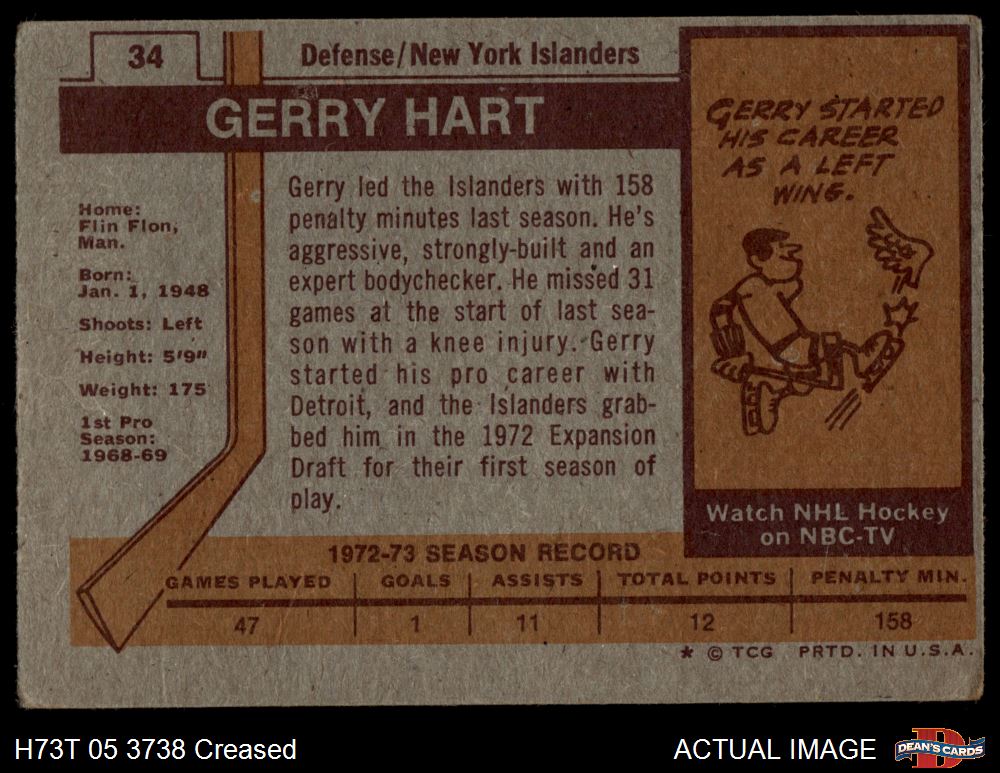 34
Defense/New York Islanders
GERRY HART
Home:
Flin Flon,
Man.
Born:
Jan. 1, 1948
Shoots: Left
Height: 5'9"
Weight: 175
1st Pro
Season:
1968-69
Gerry led the Islanders with 158
penalty minutes last season. He's
aggressive, strongly-built and an
expert bodychecker. He missed 31
games at the start of last sea-
son with a knee injury. Gerry
started his pro career with
Detroit, and the Islanders grab-
bed him in the 1972 Expansion
Draft for their first season of
play.
GERRY STARTED
HIS CAREER
AS A LEFT
WING.
Watch NHL Hockey
on NBC-TV
1972-73 SEASON RECORD
GAMES PLAYED GOALS ASSISTS TOTAL POINTS PENALTY MIN.
47 1 11 12 158
* © TCG PRTD. IN U.S.A.
H73T 05 3738 Creased
ACTUAL IMAGE
D
DEAN'S CARDS